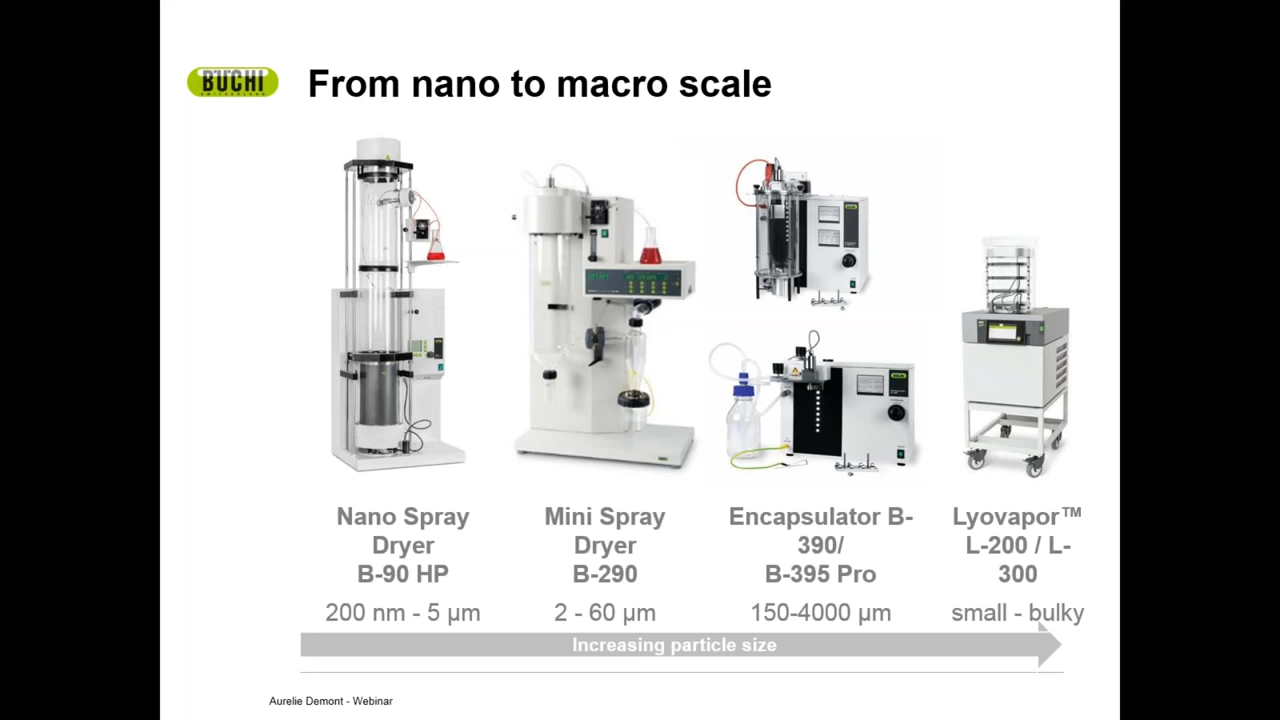 BÜCHI
SWITZERLAND
From nano to macro scale
Nano Spray
Dryer
B-90 HP
200 nm - 5 µm
Mini Spray
Dryer
B-290
2 - 60 µm
Encapsulator B-
390/
B-395 Pro
150-4000 µm
Lyovapor™
L-200 / L-
300
small - bulky
Increasing particle size
Aurelie Demont - Webinar